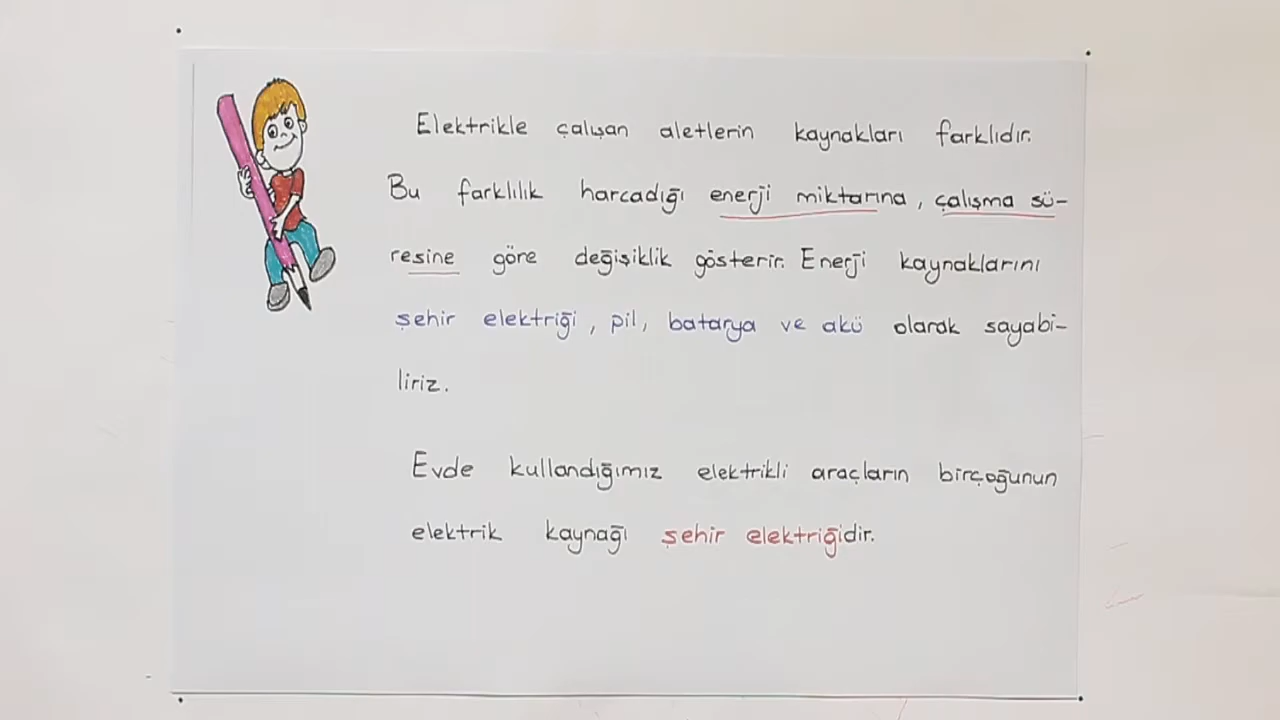 Elektrikle çalışan aletlerin kaynakları farklıdır.
Bu farklılık harcadığı enerji miktarına, çalışma sü-
resine göre değişiklik gösterir. Enerji kaynaklarını
şehir elektriği, pil, batarya ve akü olarak sayabi-
liriz.
Evde kullandığımız elektrikli araçların birçoğunun
elektrik kaynağı şehir elektriğidir.